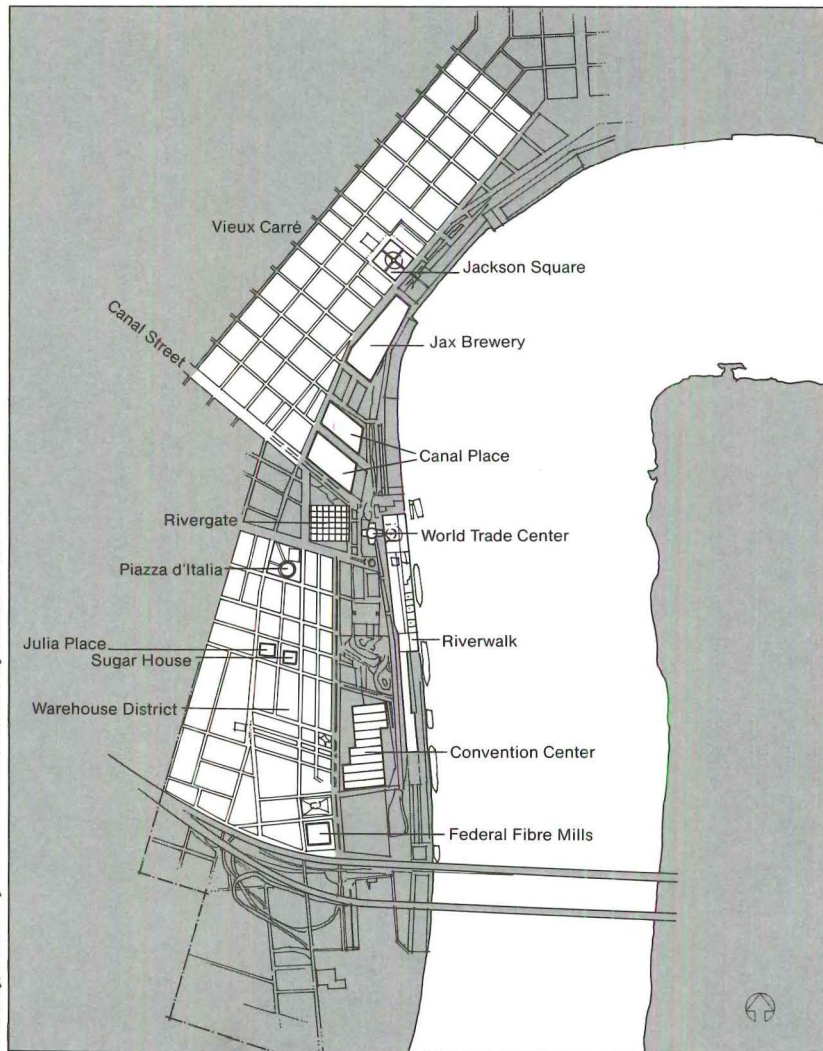 Vieux Carré
Jackson Square
Canal Street
Jax Brewery
Canal Place
Rivergate
World Trade Center
Piazza d'Italia
Julia Place
Riverwalk
Sugar House
Warehouse District
Convention Center
Federal Fibre Mills